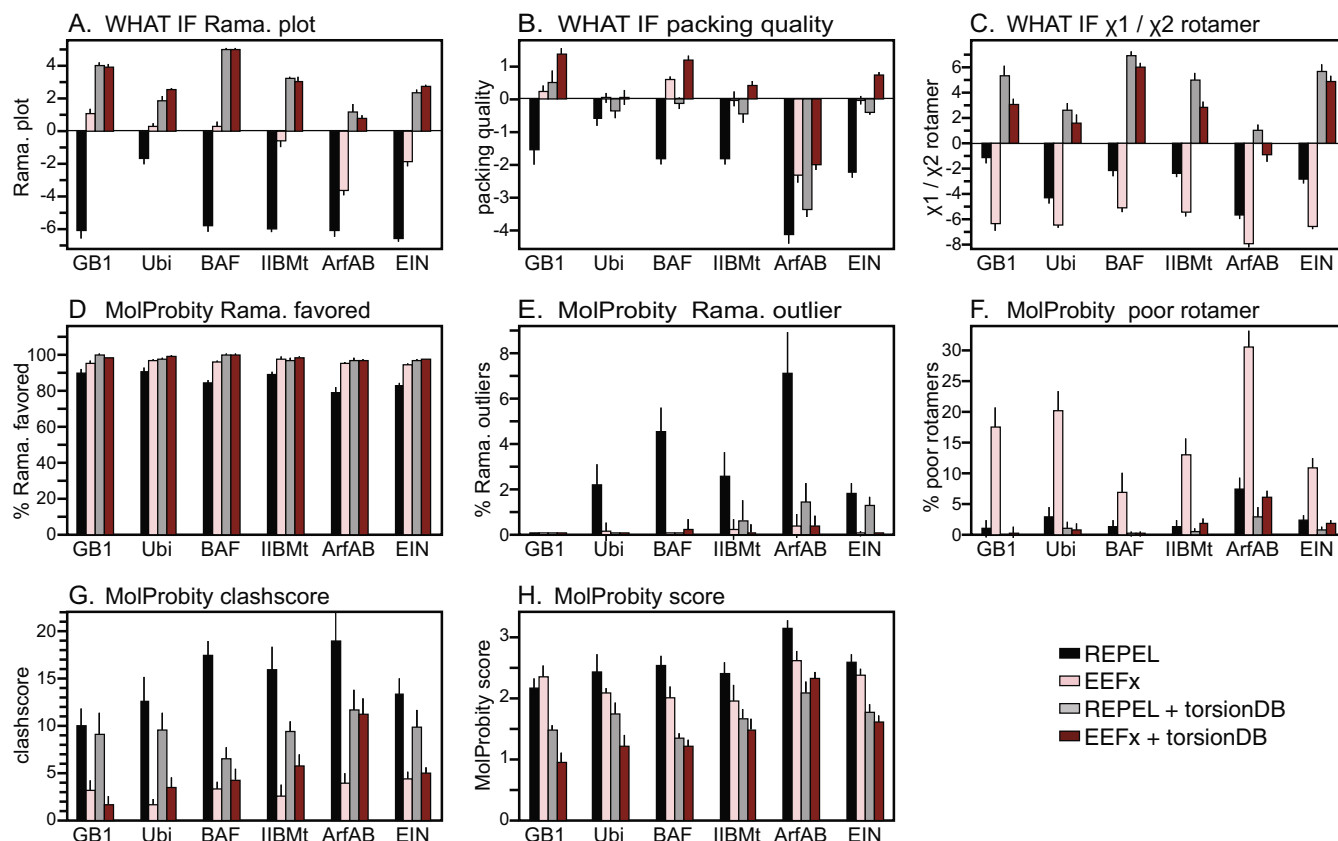 A. WHAT IF Rama. plot
B. WHAT IF packing quality
C. WHAT IF χ1 / χ2 rotamer
Rama. plot
4
2
0
-2
-4
-6
GB1 Ubi BAF IIBMt ArfAB EIN
packing quality
1
0
-1
-2
-3
-4
GB1 Ubi BAF IIBMt ArfAB EIN
χ1 / χ2 rotamer
6
4
2
0
-2
-4
-6
-8
GB1 Ubi BAF IIBMt ArfAB EIN
D. MolProbity Rama. favored
E. MolProbity Rama. outlier
F. MolProbity poor rotamer
% Rama. favored
100
80
60
40
20
0
GB1 Ubi BAF IIBMt ArfAB EIN
% Rama. outliers
8
6
4
2
0
GB1 Ubi BAF IIBMt ArfAB EIN
% poor rotamers
30
25
20
15
10
5
0
GB1 Ubi BAF IIBMt ArfAB EIN
G. MolProbity clashscore
H. MolProbity score
clashscore
20
15
10
5
0
GB1 Ubi BAF IIBMt ArfAB EIN
MolProbity score
3
2
1
0
GB1 Ubi BAF IIBMt ArfAB EIN
REPEL
EEFx
REPEL + torsionDB
EEFx + torsionDB